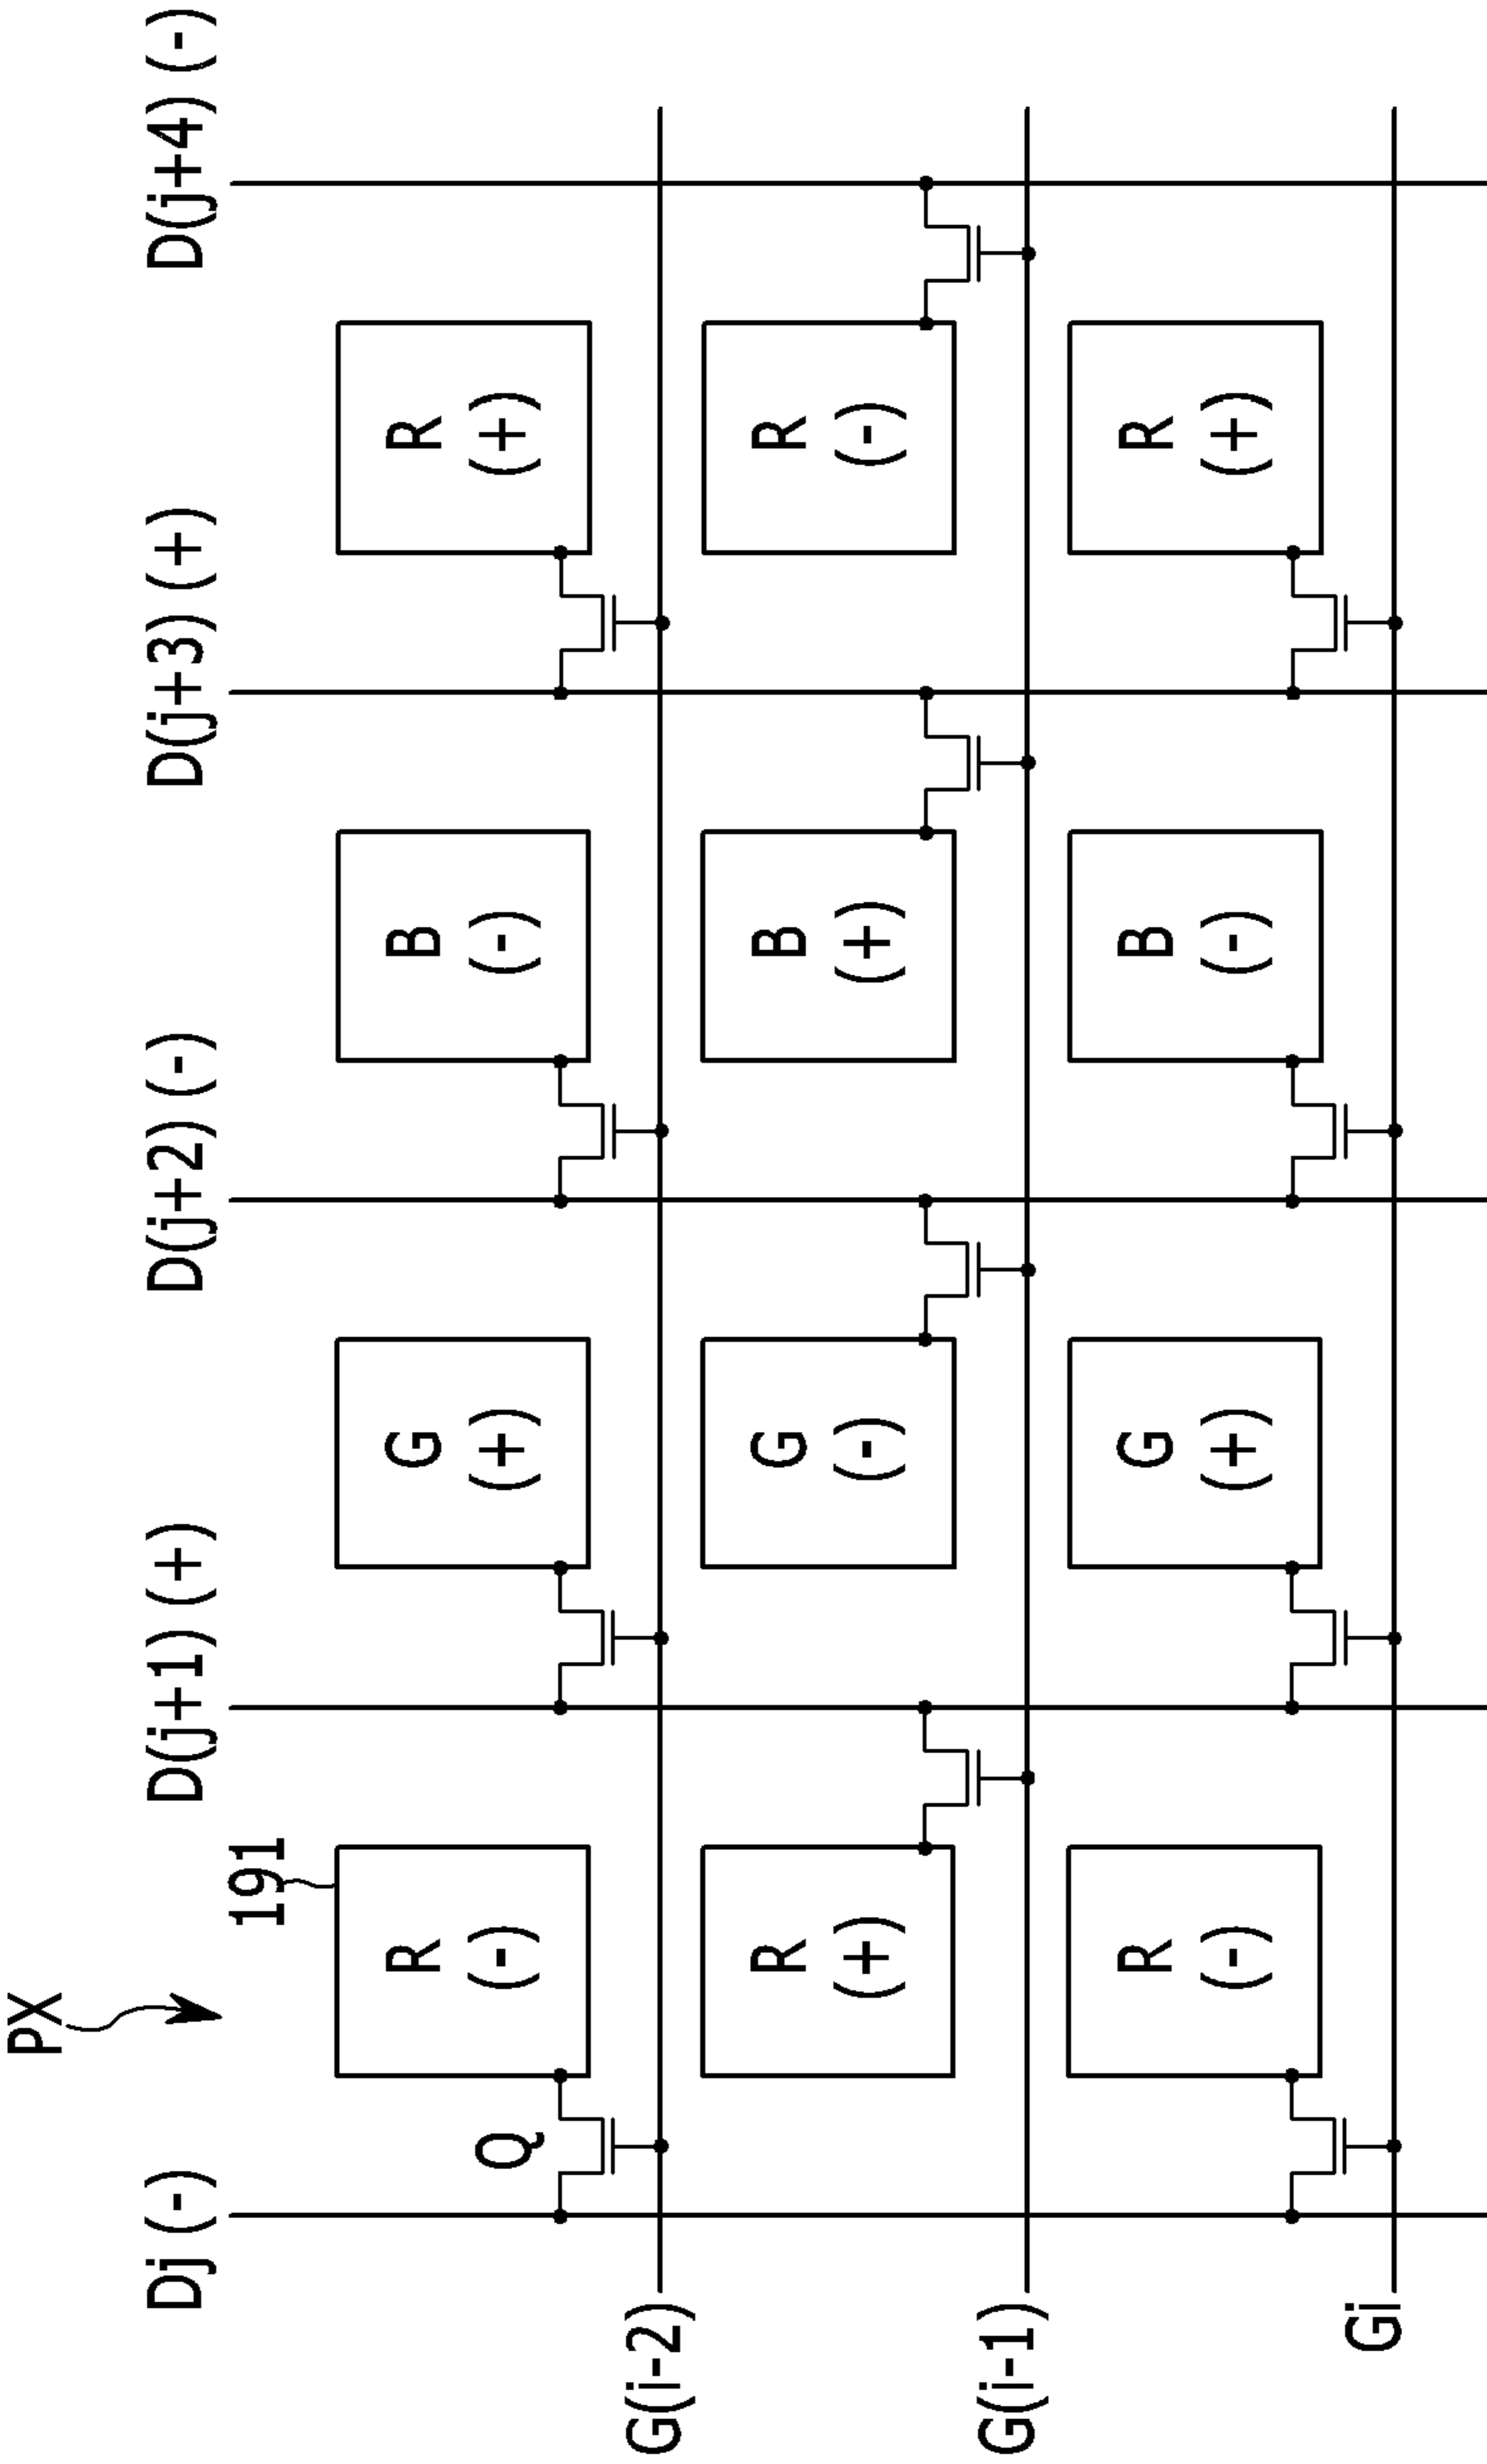 PX
191
Dj (-)
D(j+1) (+)
D(j+2) (-)
D(j+3) (+)
D(j+4) (-)
Q
R
(-)
G
(+)
B
(-)
R
(+)
G(i-2)
R
(+)
G
(-)
B
(+)
R
(-)
G(i-1)
R
(-)
G
(+)
B
(-)
R
(+)
Gi